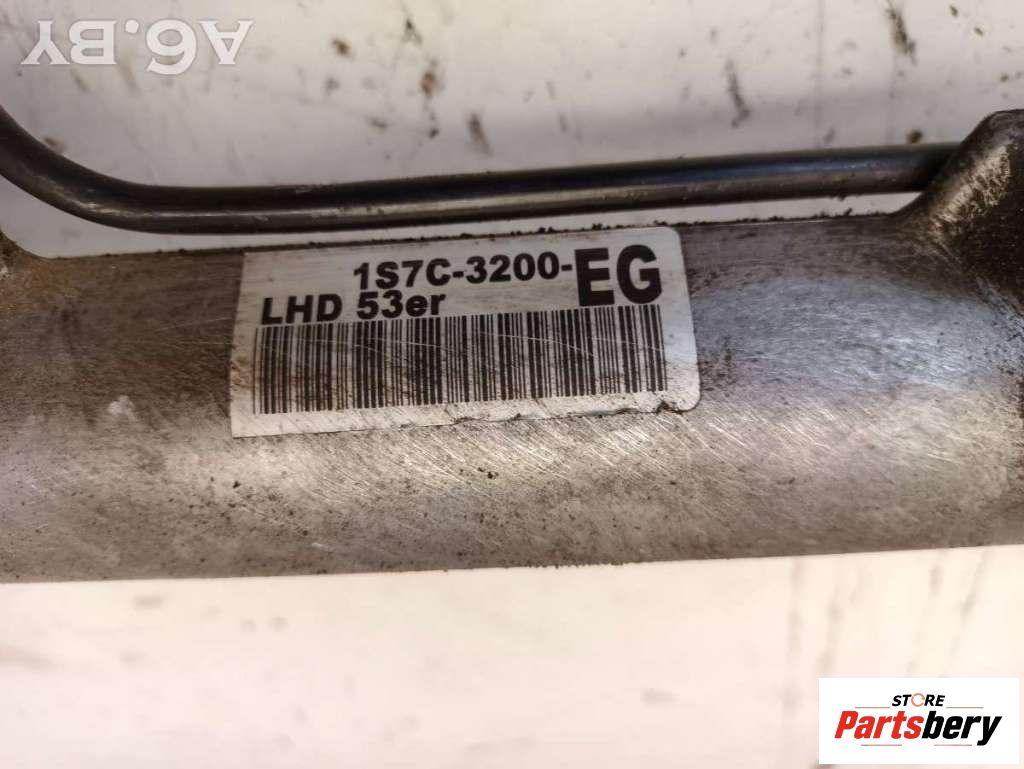 A6.BY
1S7C-3200-EG
LHD 53er
STORE
Partsbery